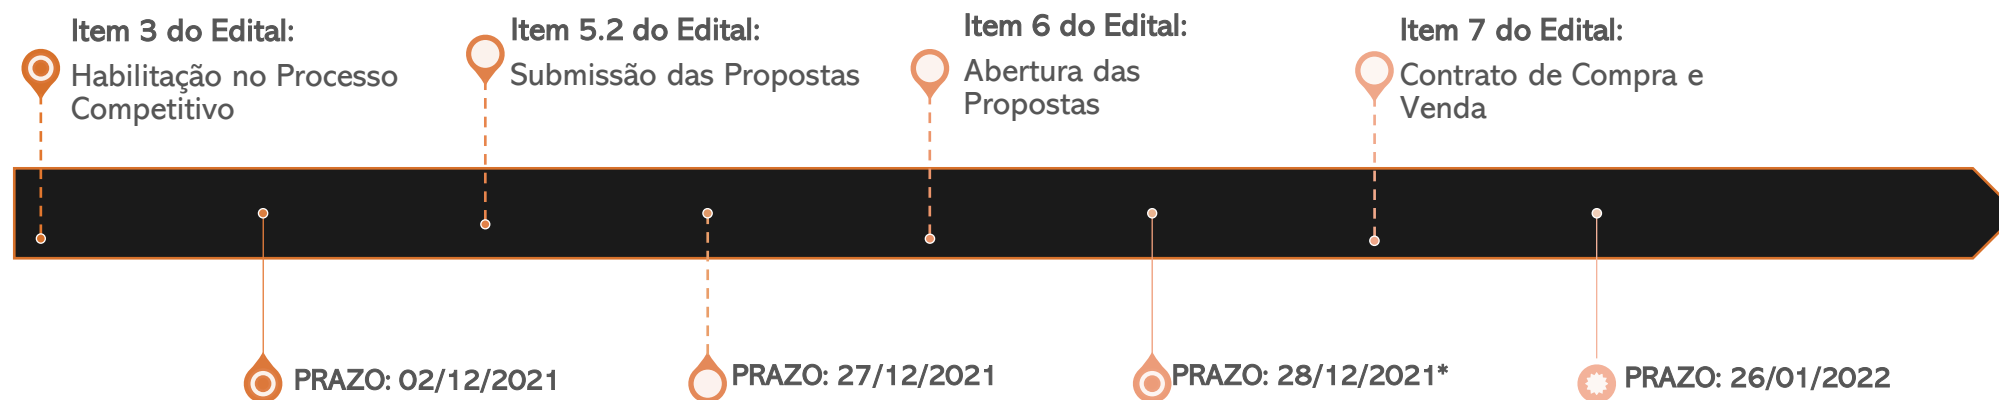 Item 3 do Edital:
Habilitação no Processo
Competitivo
Item 5.2 do Edital:
Submissão das Propostas
Item 6 do Edital:
Abertura das
Propostas
Item 7 do Edital:
Contrato de Compra e
Venda
PRAZO: 02/12/2021
PRAZO: 27/12/2021
PRAZO: 28/12/2021*
PRAZO: 26/01/2022